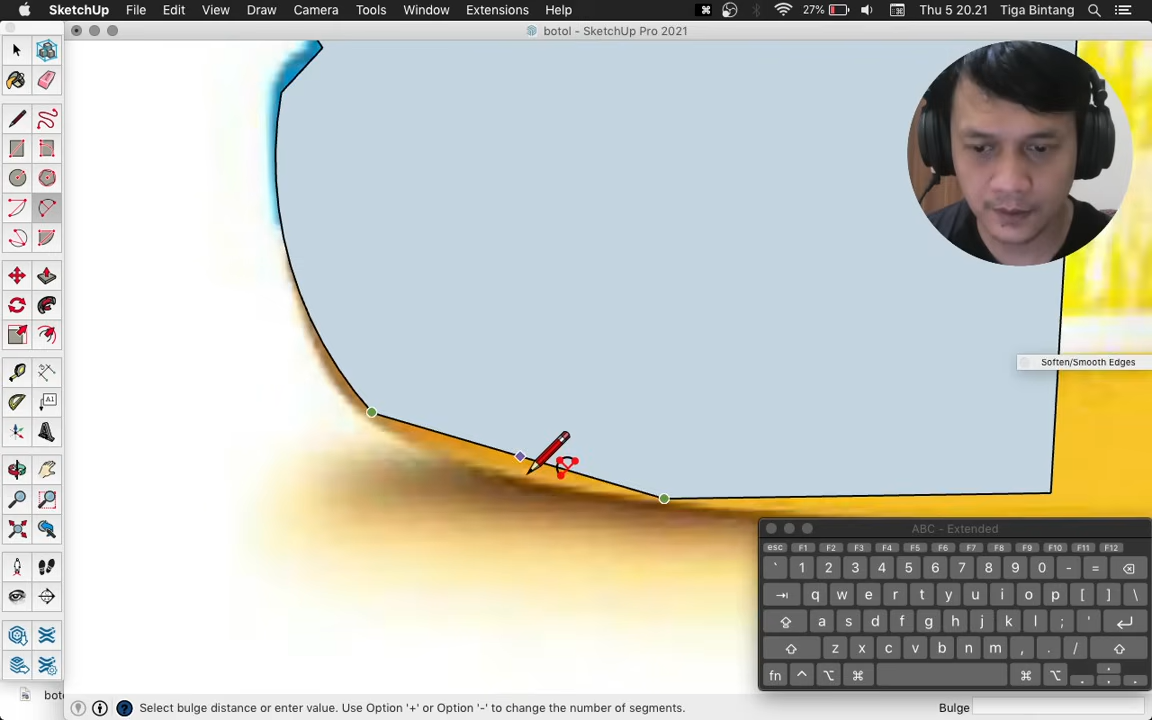 SketchUp File Edit View Draw Camera Tools Window Extensions Help 27% Thu 5 20.21 Tiga Bintang
botol - SketchUp Pro 2021
A1
Soften/Smooth Edges
ABC - Extended
esc F1 F2 F3 F4 F5 F6 F7 F8 F9 F10 F11 F12
` 1 2 3 4 5 6 7 8 9 0 - =
q w e r t y u i o p [ ] \
a s d f g h j k l ; '
z x c v b n m , . /
fn ^ ⌥ ⌘ ⌘ ⌥
Select bulge distance or enter value. Use Option '+' or Option '-' to change the number of segments. Bulge